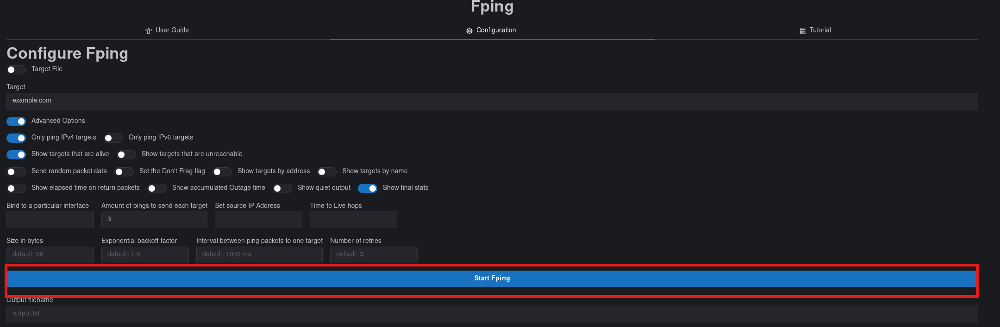 Fping
User Guide
Configuration
Tutorial
Configure Fping
Target File
Target
example.com
Advanced Options
Only ping IPv4 targets Only ping IPv6 targets
Show targets that are alive Show targets that are unreachable
Send random packet data Set the Don't Frag flag Show targets by address Show targets by name
Show elapsed time on return packets Show accumulated Outage time Show quiet output Show final stats
Bind to a particular interface Amount of pings to send each target Set source IP Address Time to Live hops
3
Size in bytes Exponential backoff factor Interval between ping packets to one target Number of retries
default: 56 default: 1.5 default: 1000 ms default: 3
Start Fping
Output filename
output.txt